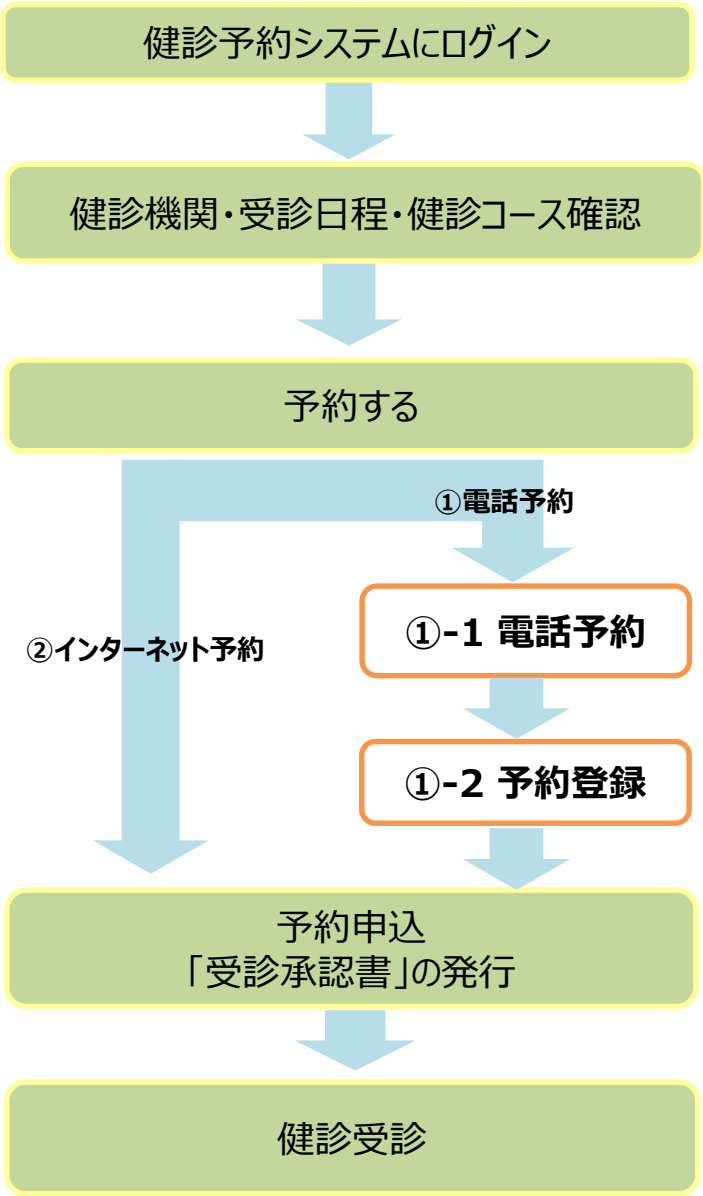 健診予約システムにログイン
健診機関・受診日程・健診コース確認
予約する
①電話予約
①-1 電話予約
②インターネット予約
①-2 予約登録
予約申込
「受診承認書」の発行
健診受診